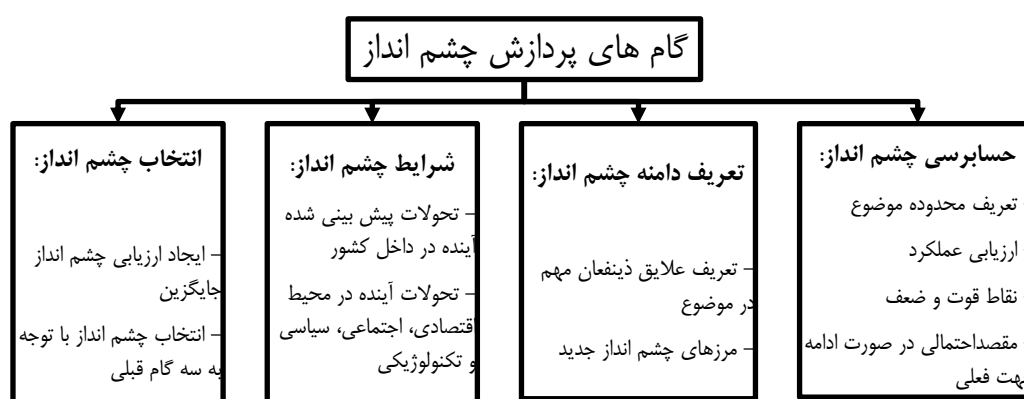 گام های پردازش چشم انداز
حسابرسی چشم انداز:
تعریف محدوده موضوع
ارزیابی عملکرد
نقاط قوت و ضعف
مقصداحتمالی در صورت ادامه
فعلی
تعریف دامنه چشم انداز:
– تعریف علایق ذینفعان مهم
در موضوع
– مرزهای چشم انداز جدید
شرایط چشم انداز:
– تحولات پیش بینی شده
آینده در داخل کشور
– تحولات آینده در محیط
اقتصادی، اجتماعی، سیاسی
و تکنولوژیکی
انتخاب چشم انداز:
– ایجاد ارزیابی چشم انداز
جایگزین
– انتخاب چشم انداز با توجه
به سه گام قبلی